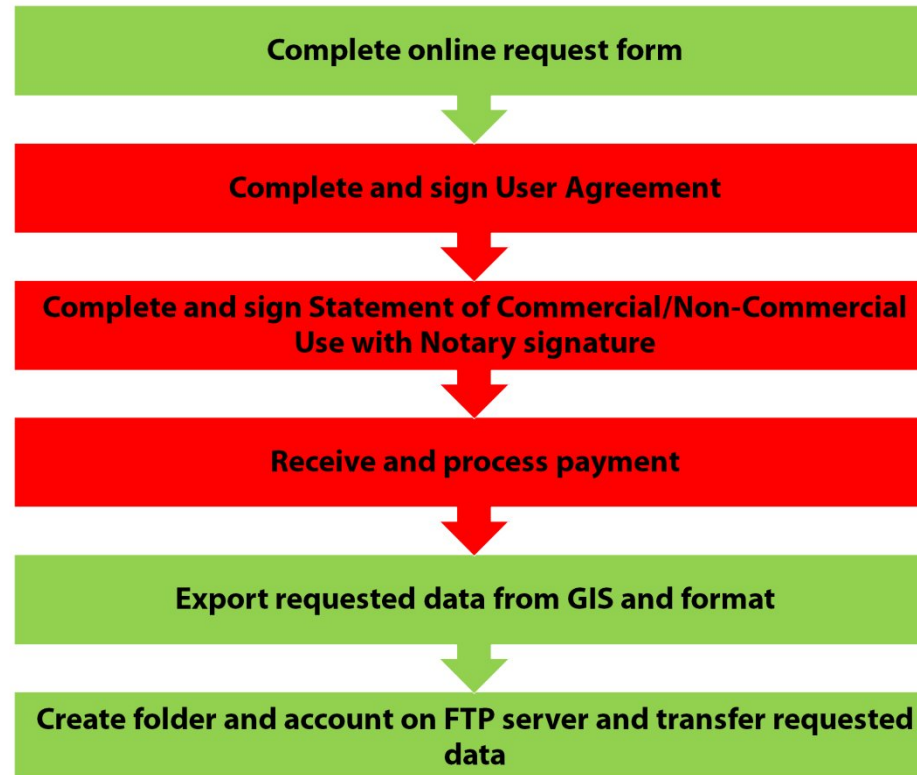 Complete online request form
Complete and sign User Agreement
Complete and sign Statement of Commercial/Non-Commercial
Use with Notary signature
Receive and process payment
Export requested data from GIS and format
Create folder and account on FTP server and transfer requested
data